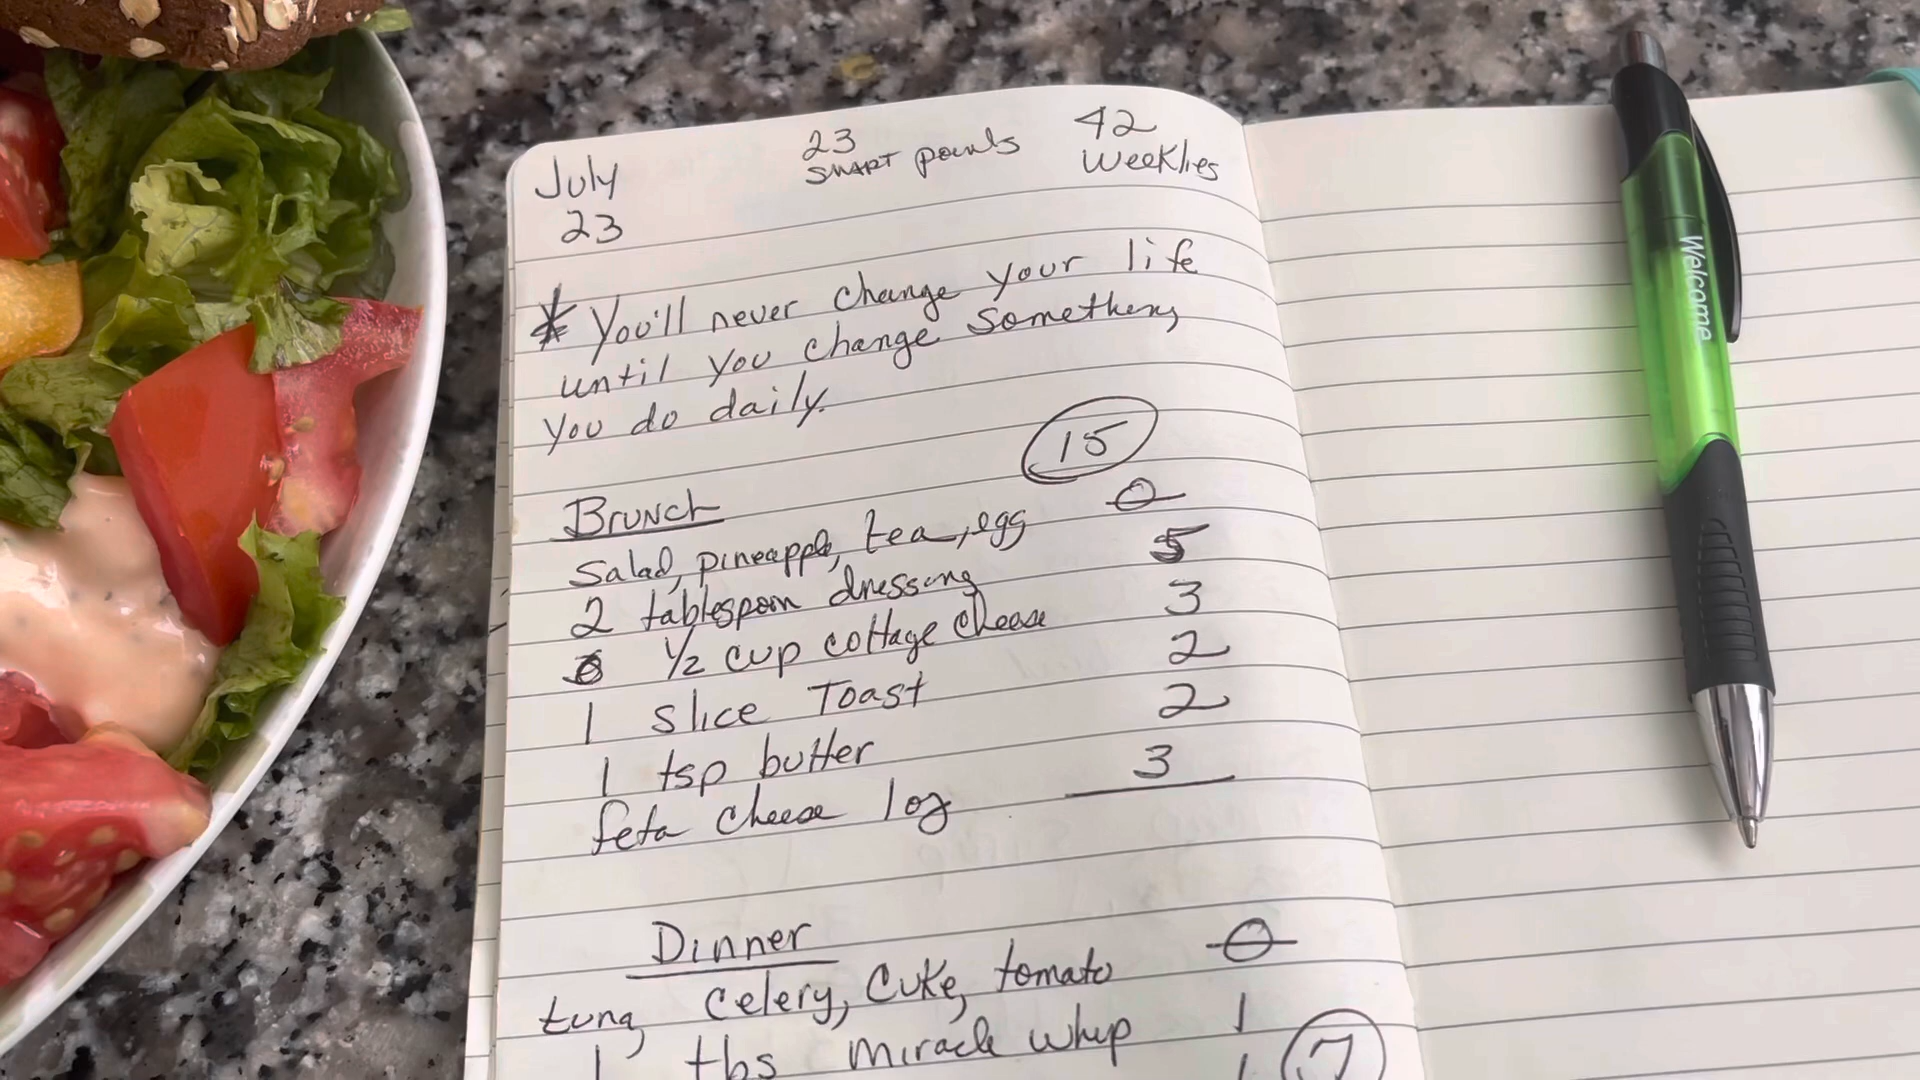 July 23 SMART points 42
23 Weeklies
* You'll never change your life
until you change something
you do daily.
15
Brunch
Salad, pineapple, tea, egg 0
2 tablespoon dressing 5
1/2 cup cottage cheese 3
1 slice Toast 2
1 tsp butter 2
feta cheese log 3
Dinner
tuna, celery, cuke, tomato 0
1 tbs miracle whip 1
1 7
Welcome